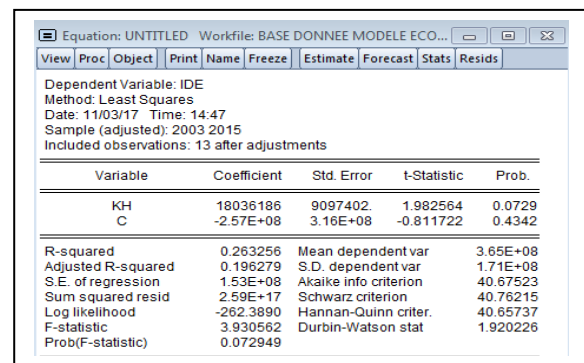 Equation: UNTITLED Workfile: BASE DONNEE MODELE ECO...
View Proc Object Print Name Freeze Estimate Forecast Stats Resids
Dependent Variable: IDE
Method: Least Squares
Date: 11/03/17 Time: 14:47
Sample (adjusted): 2003 2015
Included observations: 13 after adjustments
Variable Coefficient Std. Error t-Statistic Prob.
KH 18036186 9097402. 1.982564 0.0729
C -2.57E+08 3.16E+08 -0.811722 0.4342
R-squared 0.263256 Mean dependent var 3.65E+08
Adjusted R-squared 0.196279 S.D. dependent var 1.71E+08
S.E. of regression 1.53E+08 Akaike info criterion 40.67523
Sum squared resid 2.59E+17 Schwarz criterion 40.76215
Log likelihood -262.3890 Hannan-Quinn criter. 40.65737
F-statistic 3.930562 Durbin-Watson stat 1.920226
Prob(F-statistic) 0.072949